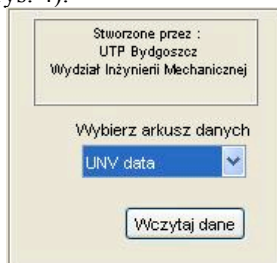 ys. 4).
Stworzone przez :
UTP Bydgoszcz
Wydział Inżynierii Mechanicznej
Wybierz arkusz danych
UNV data
Wczytaj dane